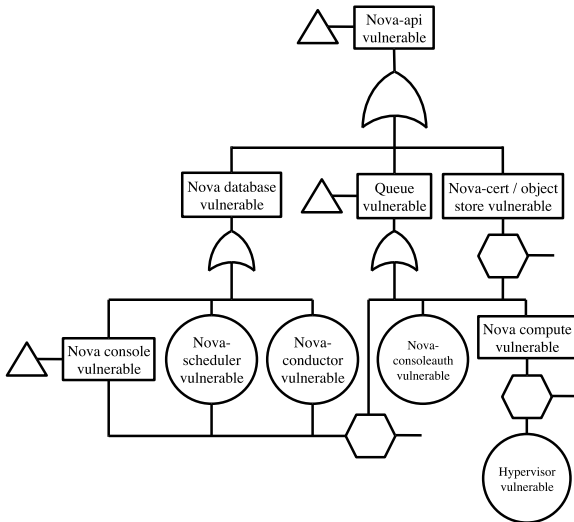 Nova-api
vulnerable
Nova database
vulnerable
Queue
vulnerable
Nova-cert / object
store vulnerable
Nova console
vulnerable
Nova-
scheduler
vulnerable
Nova-
conductor
vulnerable
Nova-
consoleauth
vulnerable
Nova compute
vulnerable
Hypervisor
vulnerable